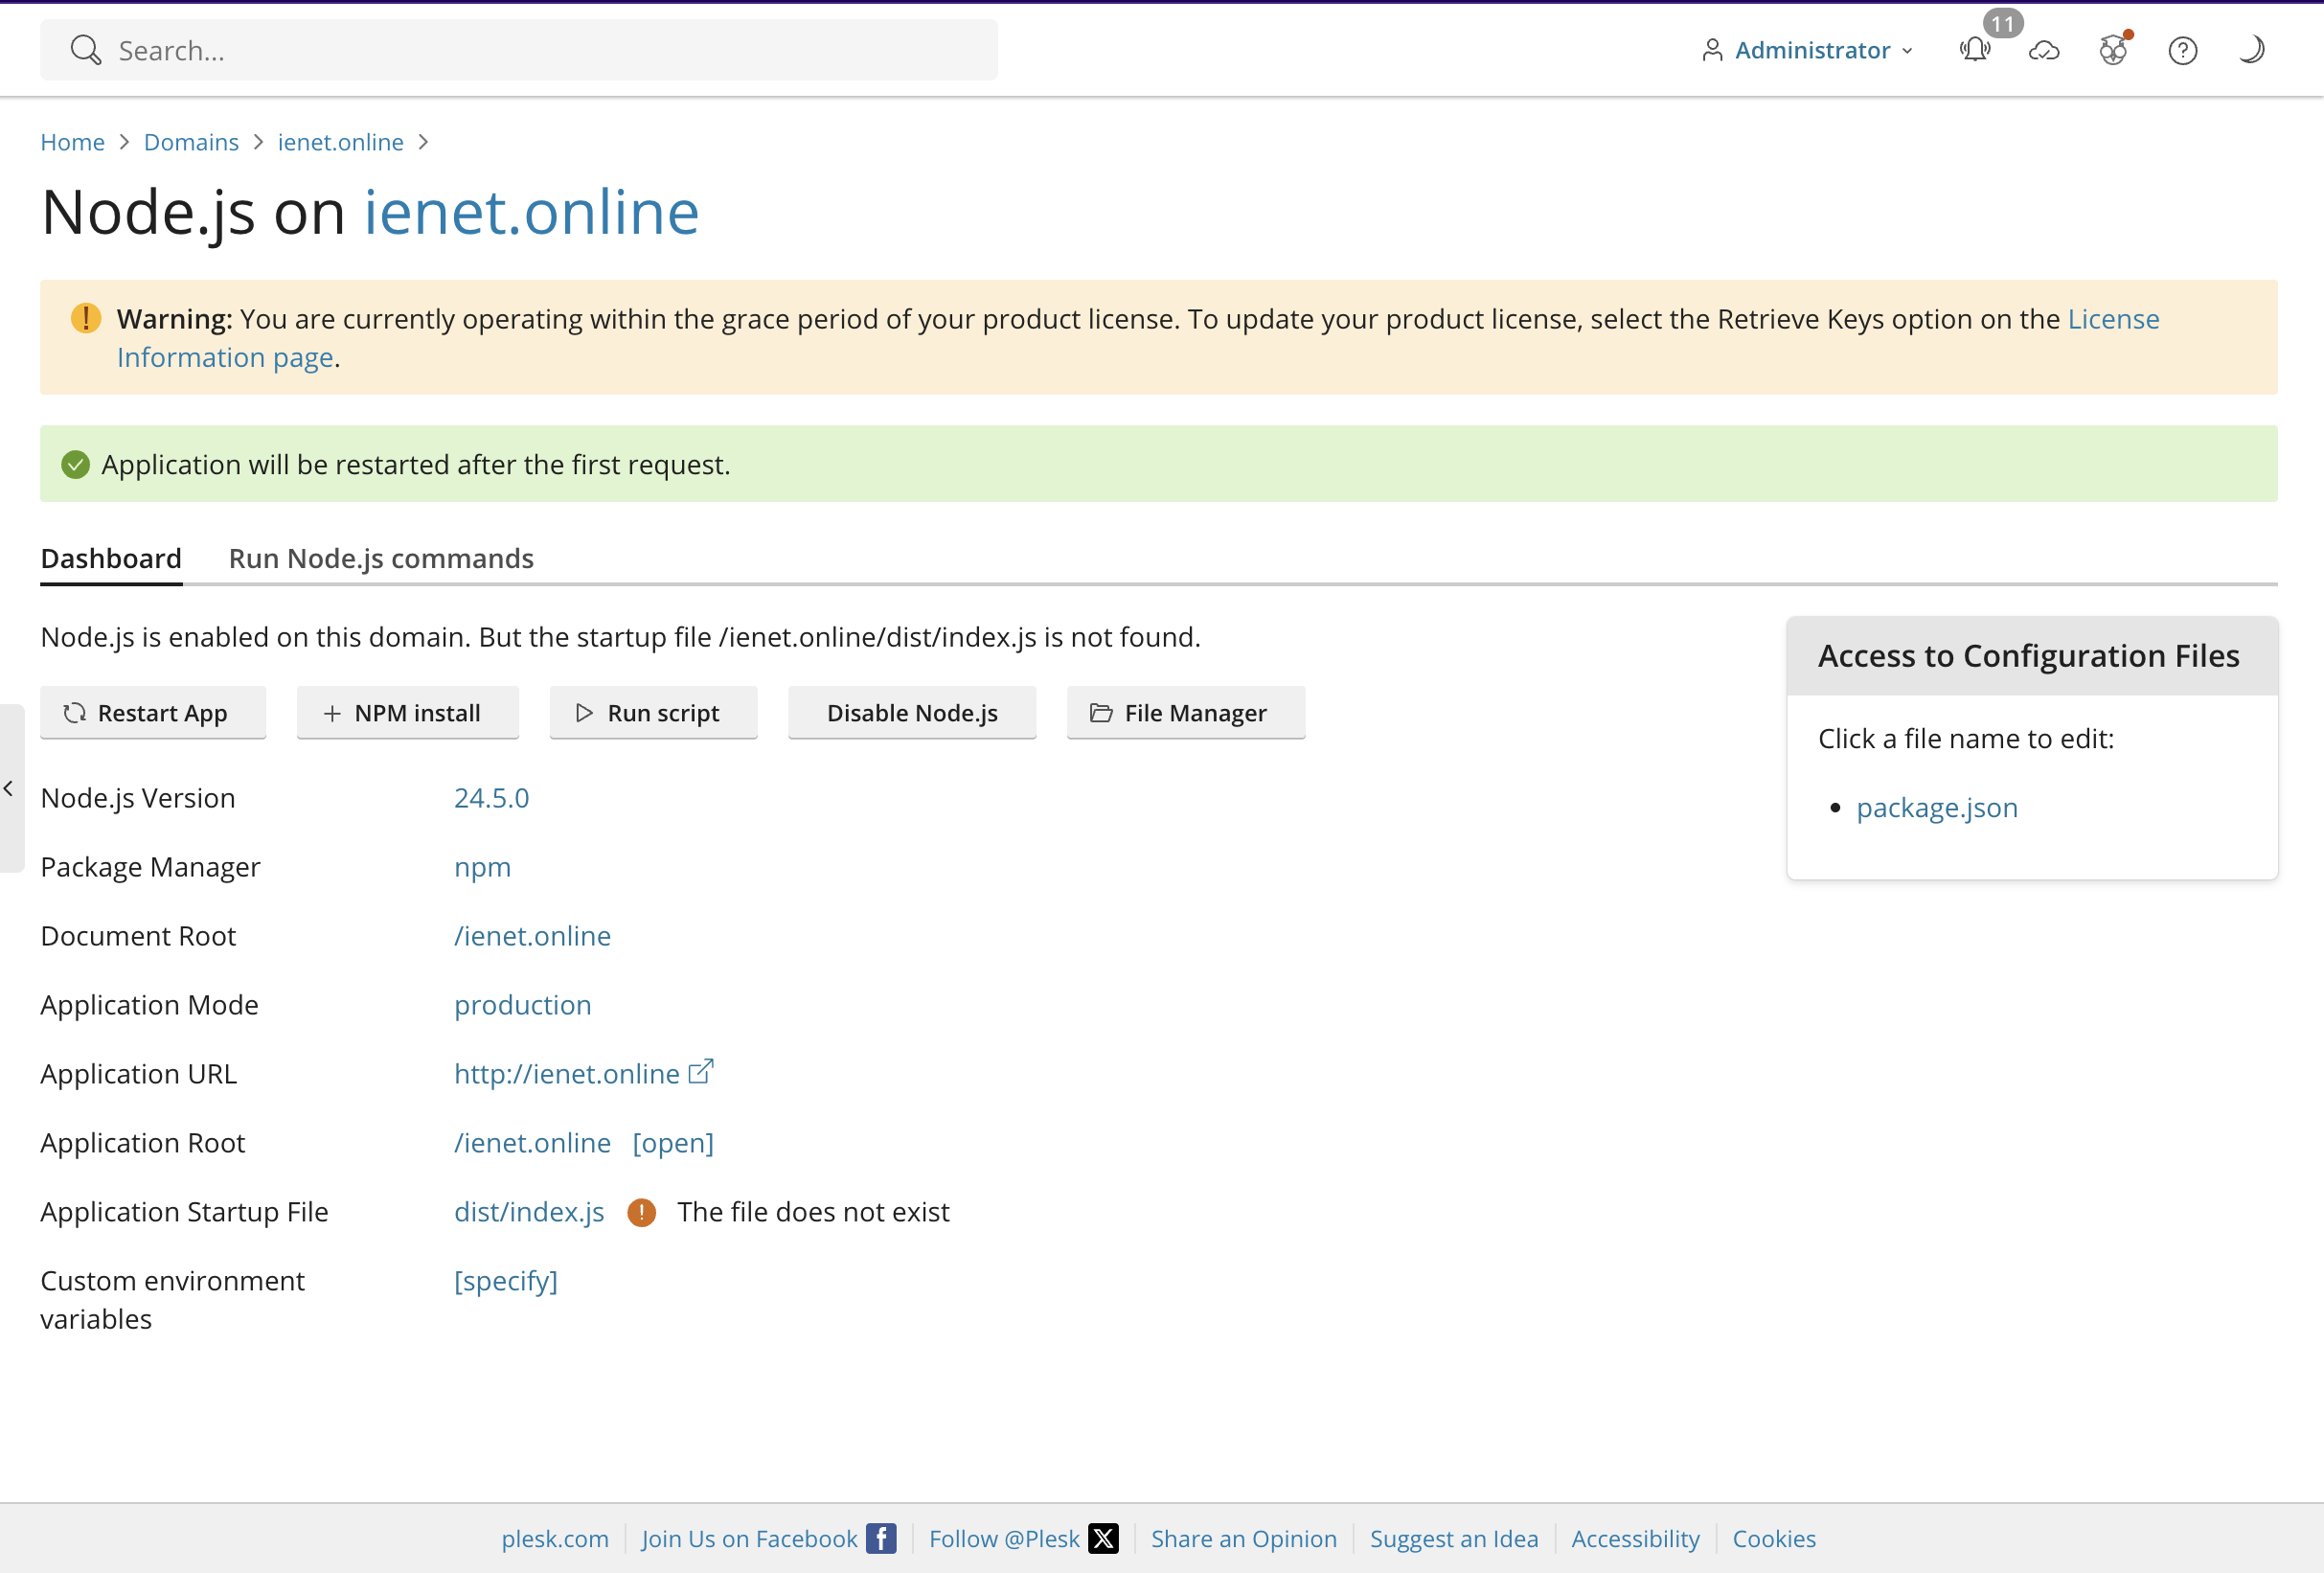 Search...
Administrator
11
Home > Domains > ienet.online >
Node.js on ienet.online
Warning: You are currently operating within the grace period of your product license. To update your product license, select the Retrieve Keys option on the License
Information page.
Application will be restarted after the first request.
Dashboard Run Node.js commands
Node.js is enabled on this domain. But the startup file /ienet.online/dist/index.js is not found.
Restart App + NPM install Run script Disable Node.js File Manager
Node.js Version 24.5.0
Package Manager npm
Document Root /ienet.online
Application Mode production
Application URL http://ienet.online
Application Root /ienet.online [open]
Application Startup File dist/index.js ! The file does not exist
Custom environment [specify]
variables
Access to Configuration Files
Click a file name to edit:
• package.json
plesk.com Join Us on Facebook Follow @Plesk X Share an Opinion Suggest an Idea Accessibility Cookies